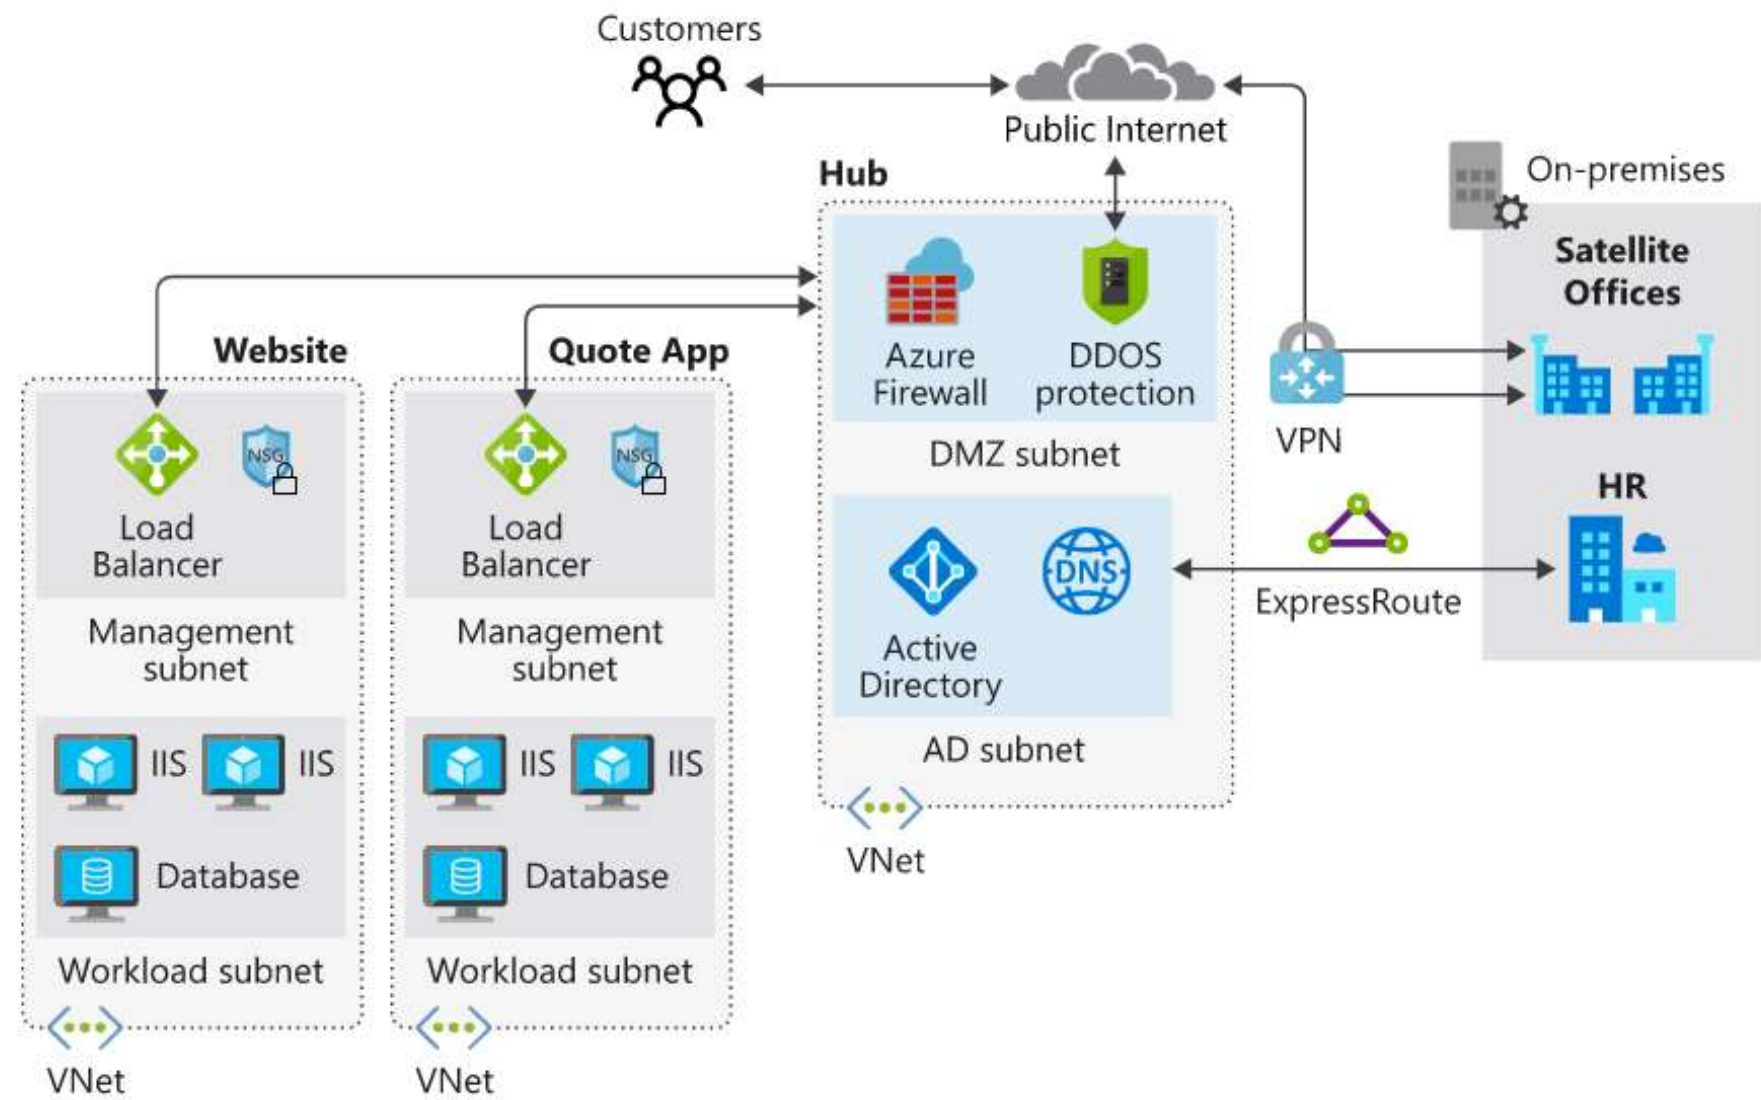 Customers
Public Internet
Hub
On-premises
Satellite
Offices
Azure
Firewall
DDOS
protection
DMZ subnet
VPN
HR
ExpressRoute
DNS
Active
Directory
AD subnet
VNet
Website
NSG
Load
Balancer
Management
subnet
IIS
IIS
Database
Workload subnet
VNet
Quote App
NSG
Load
Balancer
Management
subnet
IIS
IIS
Database
Workload subnet
VNet